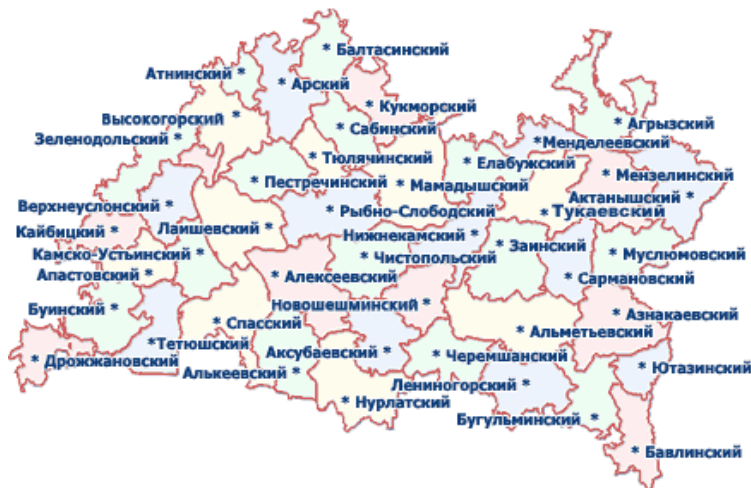 * Балтасинский
Атнинский *
* Арский
* Кукморский
Высокогорский *
* Агрызский
* Сабинский
Зеленодольский *
* Менделеевский
* Тюлячинский
* Елабужский
* Мензелинский
* Пестречинский
* Мамадышский
Актанышский *
Верхнеуслонский *
* Рыбно-Слободский
* Тукаевский
Кайбицкий *
Лаишевский *
Нижнекамский *
* Заинский
Камско-Устьинский *
* Чистопольский
* Муслюмовский
Апастовский *
* Алексеевский
* Сармановский
Буинский *
Новошешминский *
* Азнакаевский
* Спасский
* Альметьевский
* Тетюшский
Аксубаевский *
* Черемшанский
* Дрожжановский
* Ютазинский
Алькеевский *
Лениногорский *
* Нурлатский
Бугульминский *
* Бавлинский